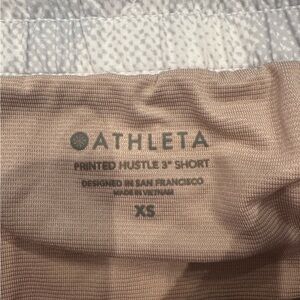 ATHLETA
PRINTED HUSTLE 3" SHORT
DESIGNED IN SAN FRANCISCO
MADE IN VIETNAM
XS